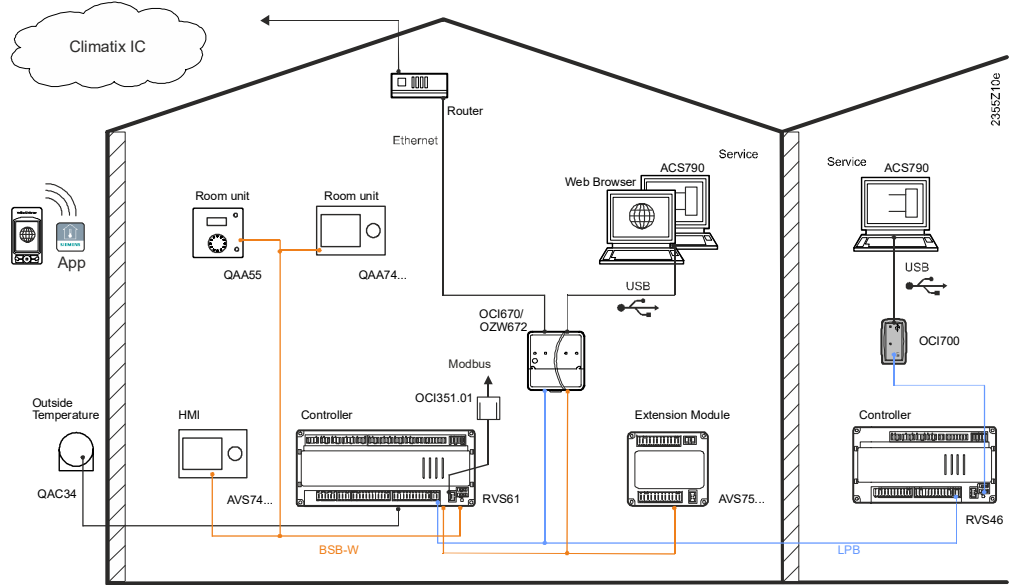 Climatix IC
2355Z10e
Router
Ethernet
Service
ACS790
Service
ACS790
Web Browser
Room unit
Room unit
SIEMENS
App
QAA55
QAA74...
USB
USB
OCI670/
OZW672
OCI700
Modbus
OCI351.01
Outside
Temperature
HMI
Controller
Extension Module
Controller
QAC34
AVS74...
RVS61
AVS75...
RVS46
BSB-W
LPB